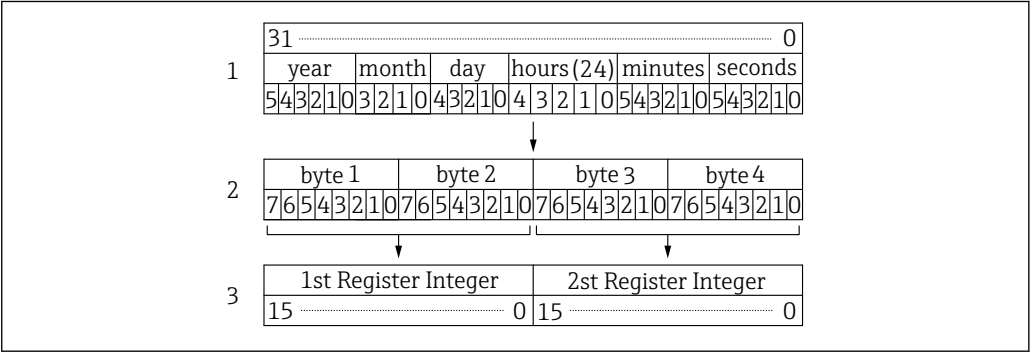 31 0
1 year month day hours (24) minutes seconds
5 4 3 2 1 0 3 2 1 0 4 3 2 1 0 4 3 2 1 0 5 4 3 2 1 0 5 4 3 2 1 0
2 byte 1 byte 2 byte 3 byte 4
7 6 5 4 3 2 1 0 7 6 5 4 3 2 1 0 7 6 5 4 3 2 1 0 7 6 5 4 3 2 1 0
3 1st Register Integer 2st Register Integer
15 0 15 0